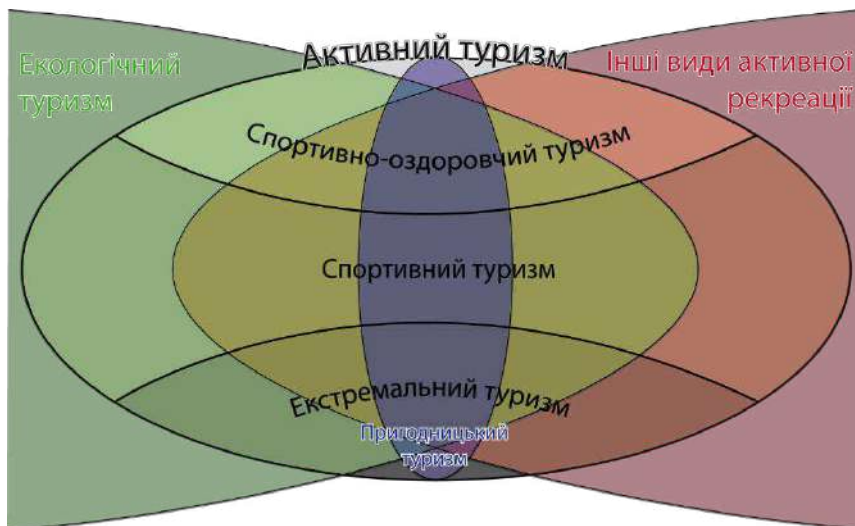 Активний туризм
Екологічний
туризм
Інші види активної
рекреації
Спортивно-оздоровчий туризм
Спортивний туризм
Екстремальний туризм
Пригодницький
туризм